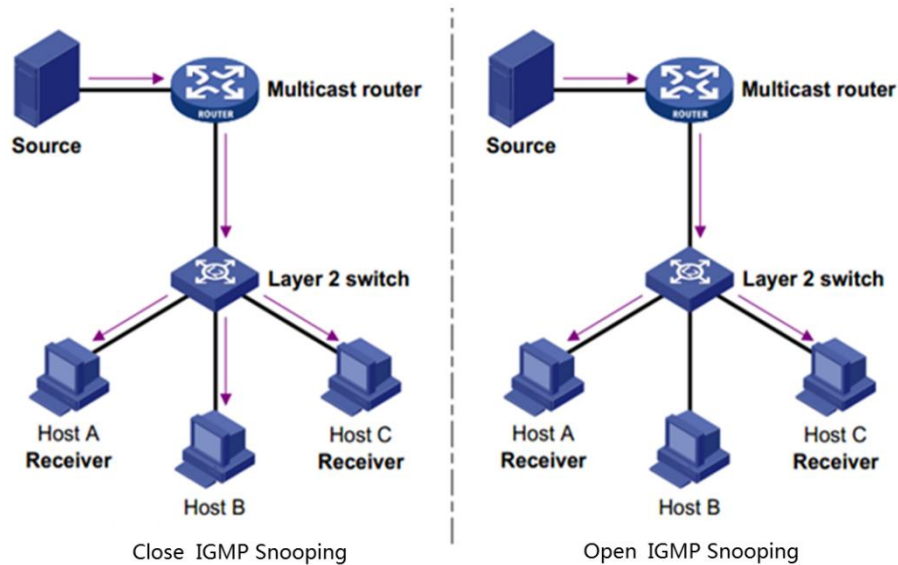 ROUTER
Multicast router
Source
Layer 2 switch
Host A
Receiver
Host C
Receiver
Host B
Close IGMP Snooping
ROUTER
Multicast router
Source
Layer 2 switch
Host A
Receiver
Host C
Receiver
Host B
Open IGMP Snooping